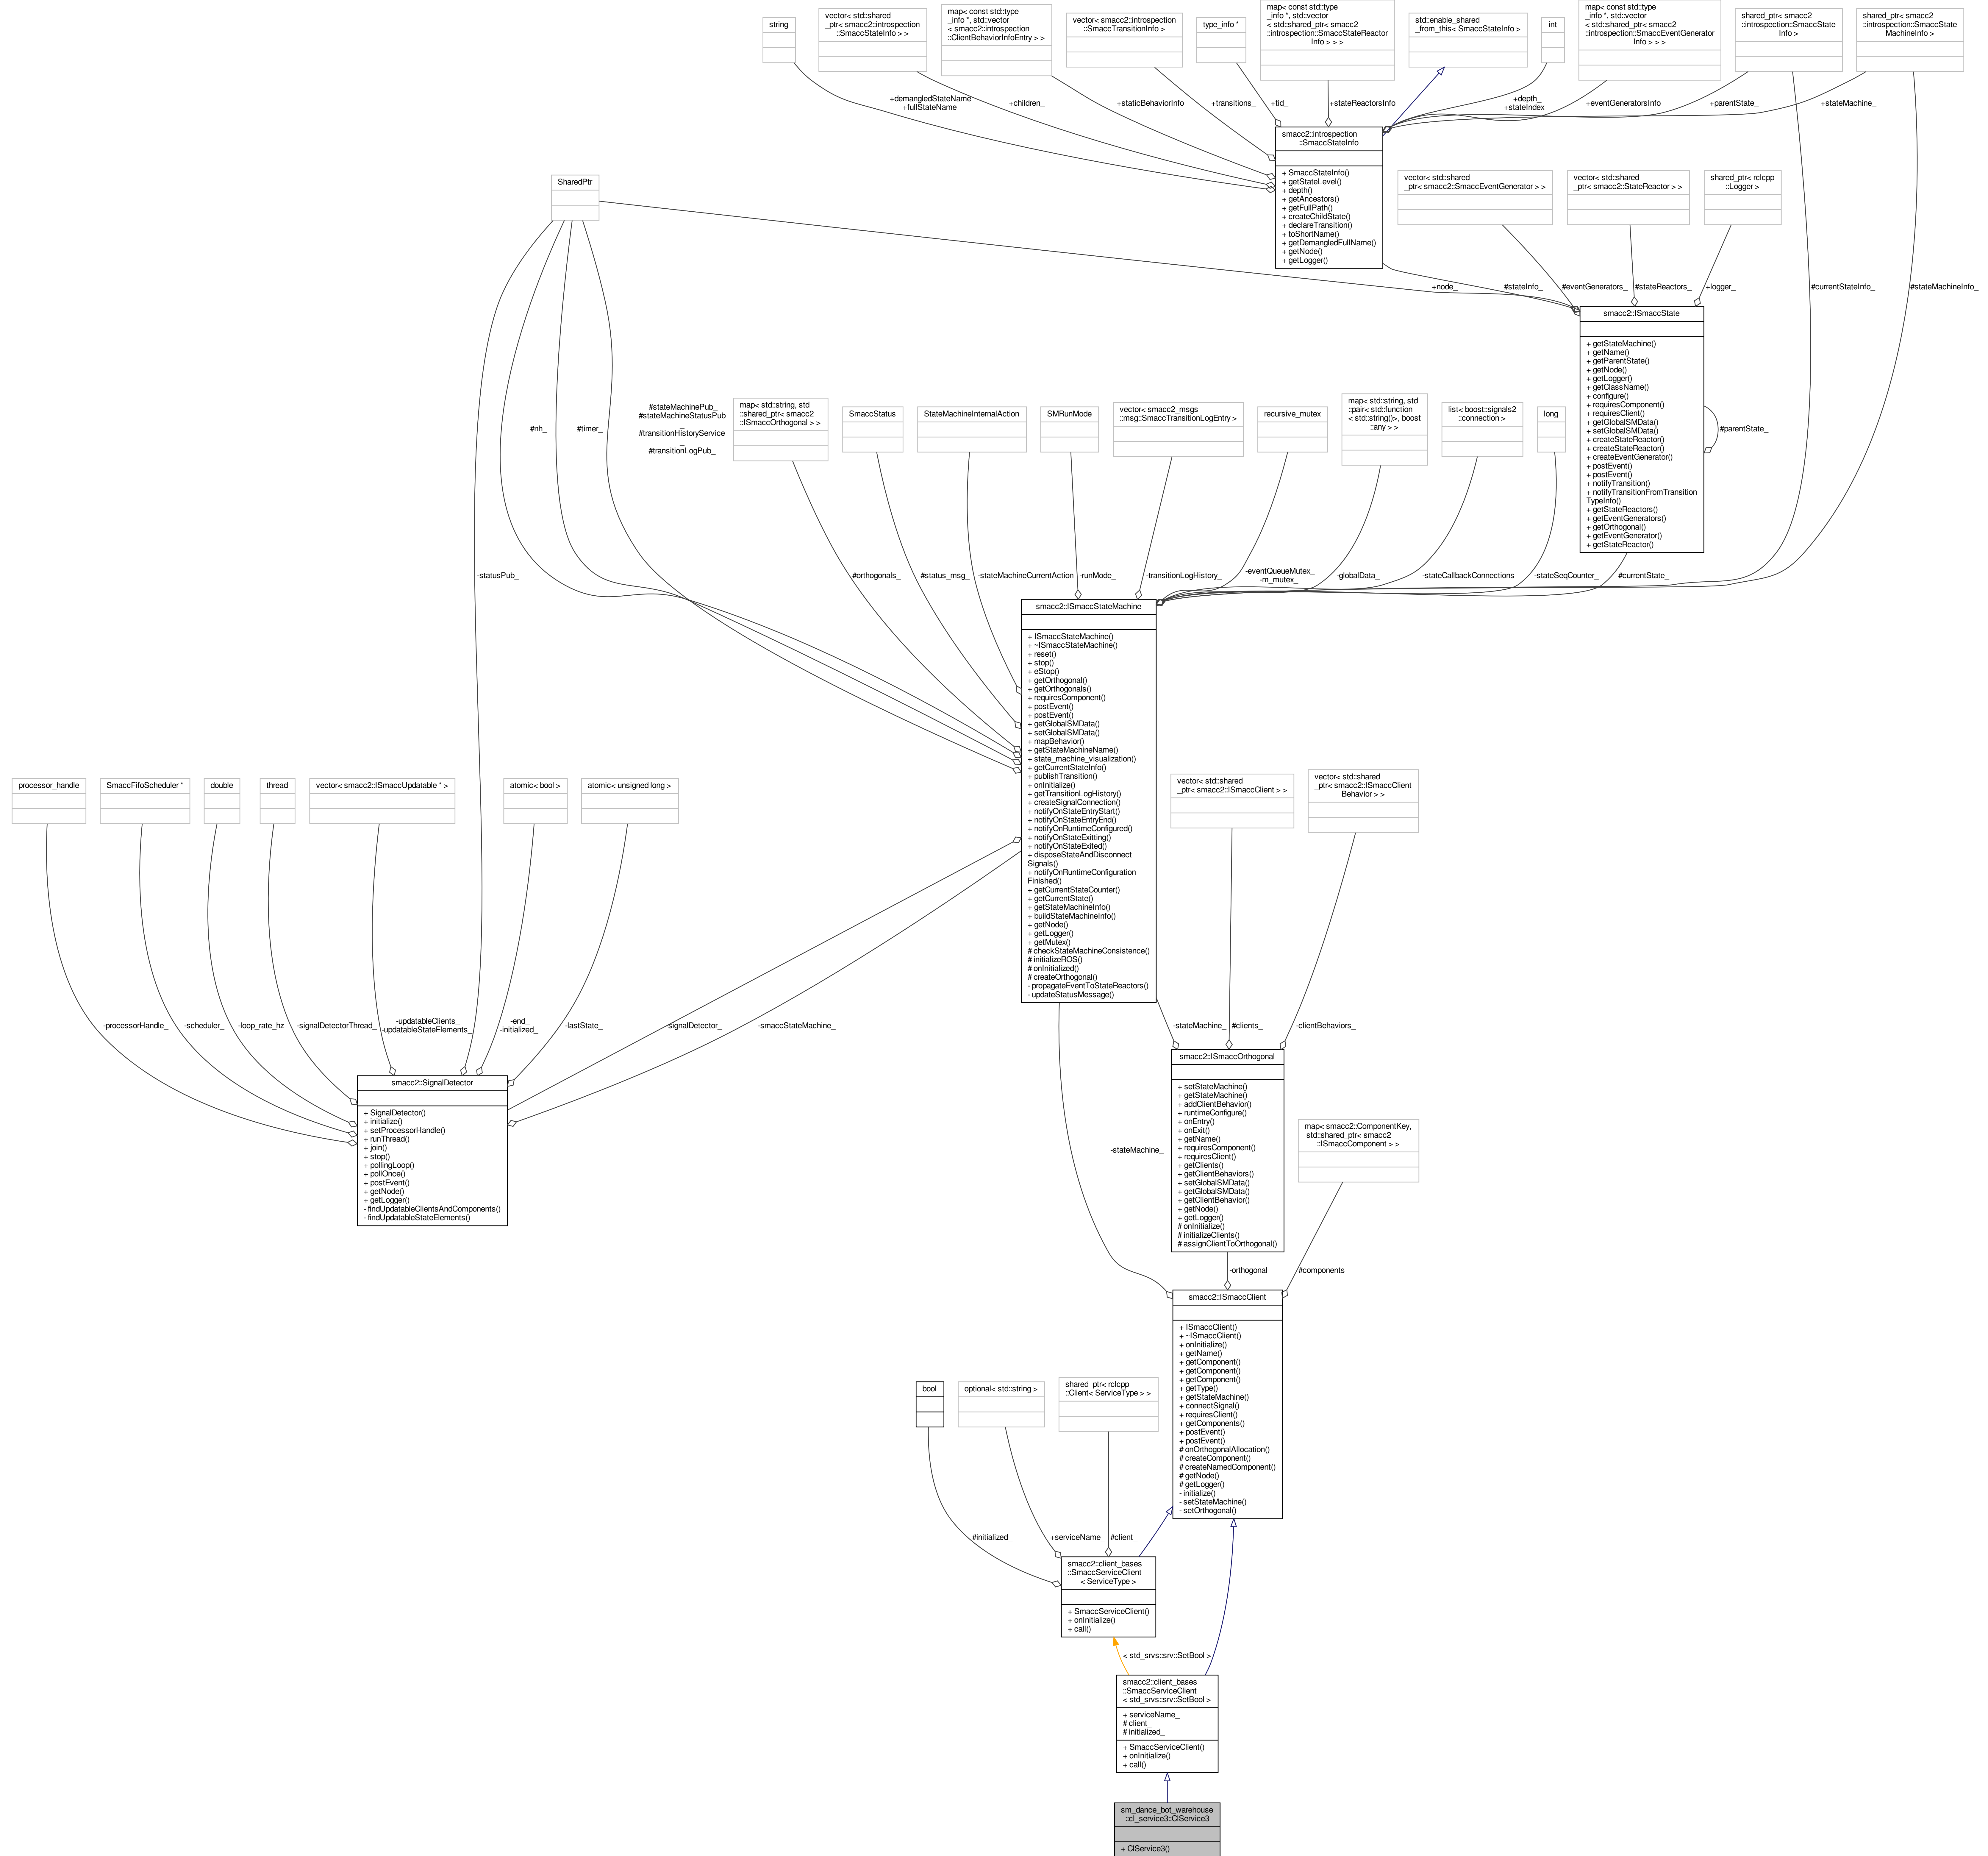 string
vector< std::shared
_ptr< smacc2::introspection
::SmaccStateInfo > >
map< const std::type
_info *, std::vector
< smacc2::introspection
::ClientBehaviorInfoEntry > >
vector< smacc2::introspection
::SmaccTransitionInfo >
type_info *
map< const std::type
_info *, std::vector
< std::shared_ptr< smacc2
::introspection::SmaccStateReactor
Info > > >
std::enable_shared
_from_this< SmaccStateInfo >
int
map< const std::type
_info *, std::vector
< std::shared_ptr< smacc2
::introspection::SmaccEventGenerator
Info > > >
shared_ptr< smacc2
::introspection::SmaccState
Info >
shared_ptr< smacc2
::introspection::SmaccState
MachineInfo >
+demangledStateName
+fullStateName
+children_
+staticBehaviorInfo
+transitions_
+tid_
+stateReactorsInfo
+depth_
+stateIndex_
+eventGeneratorsInfo
+parentState_
+stateMachine_
smacc2::introspection
::SmaccStateInfo
+ SmaccStateInfo()
+ getStateLevel()
+ depth()
+ getAncestors()
+ getFullPath()
+ createChildState()
+ declareTransition()
+ toShortName()
+ getDemangledFullName()
+ getNode()
+ getLogger()
SharedPtr
vector< std::shared
_ptr< smacc2::SmaccEventGenerator > >
vector< std::shared
_ptr< smacc2::StateReactor > >
shared_ptr< rclcpp
::Logger >
+node_
#stateInfo_
#eventGenerators_
#stateReactors_
+logger_
#currentStateInfo_
#stateMachineInfo_
smacc2::ISmaccState
+ getStateMachine()
+ getName()
+ getParentState()
+ getNode()
+ getLogger()
+ getClassName()
+ configure()
+ requiresComponent()
+ requiresClient()
+ getGlobalSMData()
+ setGlobalSMData()
+ createStateReactor()
+ createStateReactor()
+ createEventGenerator()
+ postEvent()
+ postEvent()
+ notifyTransition()
+ notifyTransitionFromTransition
TypeInfo()
+ getStateReactors()
+ getEventGenerators()
+ getOrthogonal()
+ getEventGenerator()
+ getStateReactor()
#parentState_
#nh_
#timer_
#stateMachinePub_
#stateMachineStatusPub
_
#transitionHistoryService
_
#transitionLogPub_
map< std::string, std
::shared_ptr< smacc2
::ISmaccOrthogonal > >
SmaccStatus
StateMachineInternalAction
SMRunMode
vector< smacc2_msgs
::msg::SmaccTransitionLogEntry >
recursive_mutex
map< std::string, std
::pair< std::function
< std::string()>, boost
::any > >
list< boost::signals2
::connection >
long
-statusPub_
#orthogonals_
#status_msg_
-stateMachineCurrentAction
-runMode_
-transitionLogHistory_
-eventQueueMutex_
-m_mutex_
-globalData_
-stateCallbackConnections
-stateSeqCounter_
#currentState_
smacc2::ISmaccStateMachine
+ ISmaccStateMachine()
+ ~ISmaccStateMachine()
+ reset()
+ stop()
+ eStop()
+ getOrthogonal()
+ getOrthogonals()
+ requiresComponent()
+ postEvent()
+ postEvent()
+ getGlobalSMData()
+ setGlobalSMData()
+ mapBehavior()
+ getStateMachineName()
+ state_machine_visualization()
+ getCurrentStateInfo()
+ publishTransition()
+ onInitialize()
+ getTransitionLogHistory()
+ createSignalConnection()
+ notifyOnStateEntryStart()
+ notifyOnStateEntryEnd()
+ notifyOnRuntimeConfigured()
+ notifyOnStateExitting()
+ notifyOnStateExited()
+ disposeStateAndDisconnect
Signals()
+ notifyOnRuntimeConfiguration
Finished()
+ getCurrentStateCounter()
+ getCurrentState()
+ getStateMachineInfo()
+ buildStateMachineInfo()
+ getNode()
+ getLogger()
+ getMutex()
# checkStateMachineConsistence()
# initializeROS()
# onInitialized()
# createOrthogonal()
- propagateEventToStateReactors()
- updateStatusMessage()
processor_handle
SmaccFifoScheduler *
double
thread
vector< smacc2::ISmaccUpdatable * >
atomic< bool >
atomic< unsigned long >
vector< std::shared
_ptr< smacc2::ISmaccClient > >
vector< std::shared
_ptr< smacc2::ISmaccClient
Behavior > >
-processorHandle_
-scheduler_
-loop_rate_hz
-signalDetectorThread_
-updatableClients_
-updatableStateElements_
-end_
-initialized_
-lastState_
-signalDetector_
-smaccStateMachine_
-stateMachine_
#clients_
-clientBehaviors_
smacc2::SignalDetector
+ SignalDetector()
+ initialize()
+ setProcessorHandle()
+ runThread()
+ join()
+ stop()
+ pollingLoop()
+ pollOnce()
+ postEvent()
+ getNode()
+ getLogger()
- findUpdatableClientsAndComponents()
- findUpdatableStateElements()
smacc2::ISmaccOrthogonal
+ setStateMachine()
+ getStateMachine()
+ addClientBehavior()
+ runtimeConfigure()
+ onEntry()
+ onExit()
+ getName()
+ requiresComponent()
+ requiresClient()
+ getClients()
+ getClientBehaviors()
+ setGlobalSMData()
+ getGlobalSMData()
+ getClientBehavior()
+ getNode()
+ getLogger()
# onInitialize()
# initializeClients()
# assignClientToOrthogonal()
map< smacc2::ComponentKey,
std::shared_ptr< smacc2
::ISmaccComponent > >
-stateMachine_
-orthogonal_
#components_
smacc2::ISmaccClient
+ ISmaccClient()
+ ~ISmaccClient()
+ onInitialize()
+ getName()
+ getComponent()
+ getComponent()
+ getComponent()
+ getType()
+ getStateMachine()
+ connectSignal()
+ requiresClient()
+ getComponents()
+ postEvent()
+ postEvent()
# onOrthogonalAllocation()
# createComponent()
# createNamedComponent()
# getNode()
# getLogger()
- initialize()
- setStateMachine()
- setOrthogonal()
bool
optional< std::string >
shared_ptr< rclcpp
::Client< ServiceType > >
#initialized_
+serviceName_
#client_
smacc2::client_bases
::SmaccServiceClient
< ServiceType >
+ SmaccServiceClient()
+ onInitialize()
+ call()
< std_srvs::srv::SetBool >
smacc2::client_bases
::SmaccServiceClient
< std_srvs::srv::SetBool >
+ serviceName_
# client_
# initialized_
+ SmaccServiceClient()
+ onInitialize()
+ call()
sm_dance_bot_warehouse
::cl_service3::ClService3
+ ClService3()